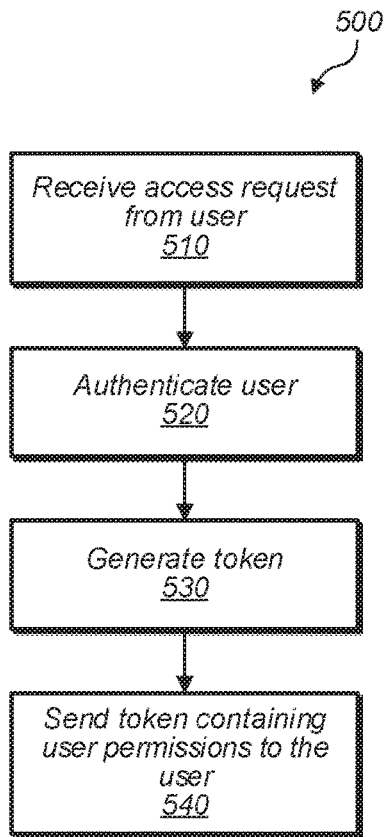 500
Receive access request
from user
510
Authenticate user
520
Generate token
530
Send token containing
user permissions to the
user
540